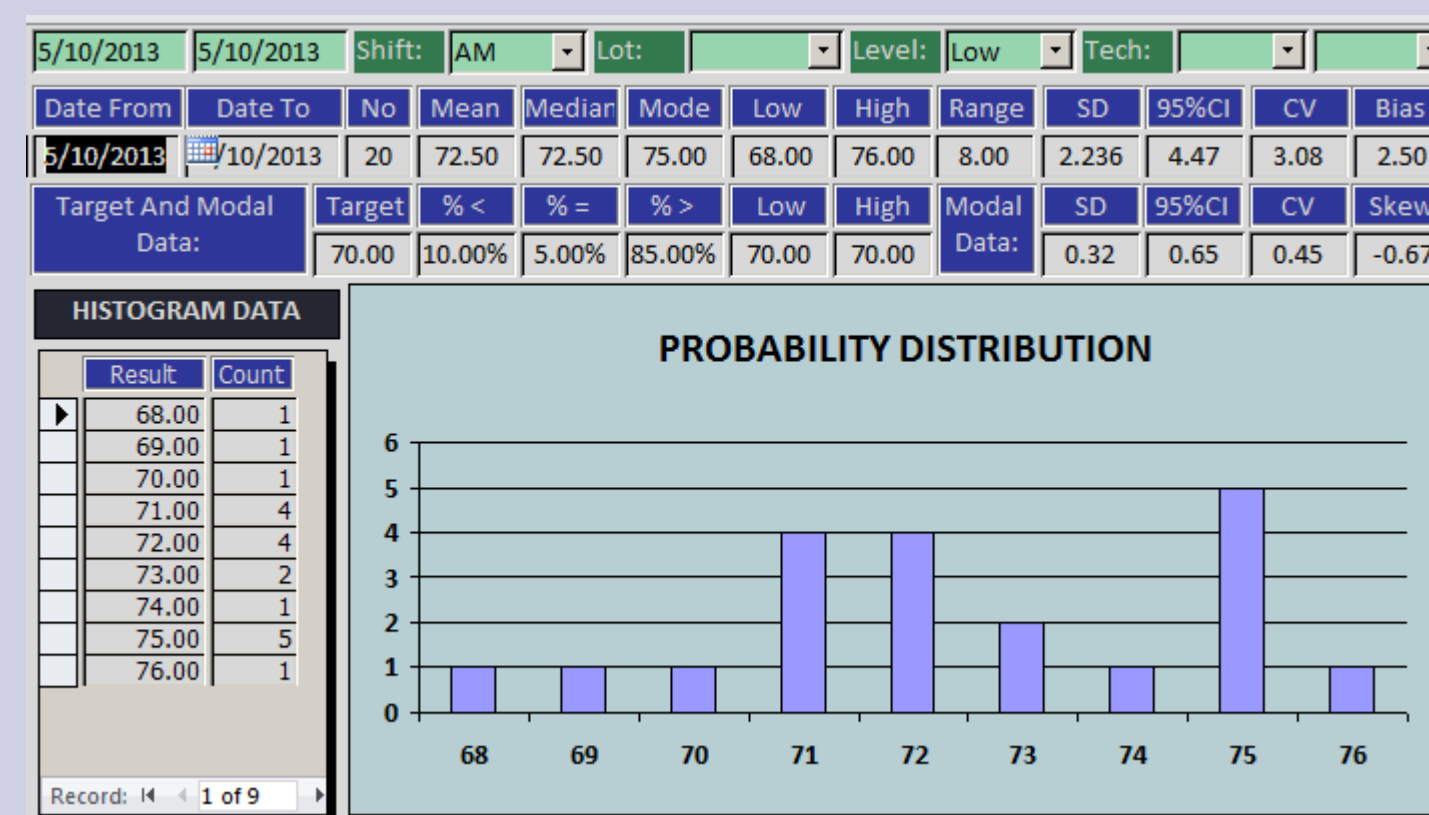 5/10/2013 5/10/2013 Shift: AM Lot: Level: Low Tech:
Date From Date To No Mean Median Mode Low High Range SD 95%CI CV Bias
5/10/2013 /10/2013 20 72.50 72.50 75.00 68.00 76.00 8.00 2.236 4.47 3.08 2.50
Target And Modal Data: Target % < % = % > Low High Modal Data: SD 95%CI CV Skew
70.00 10.00% 5.00% 85.00% 70.00 70.00 0.32 0.65 0.45 -0.67
HISTOGRAM DATA
Result Count
68.00 1
69.00 1
70.00 1
71.00 4
72.00 4
73.00 2
74.00 1
75.00 5
76.00 1
Record: 1 of 9
PROBABILITY DISTRIBUTION
6
5
4
3
2
1
0
68 69 70 71 72 73 74 75 76